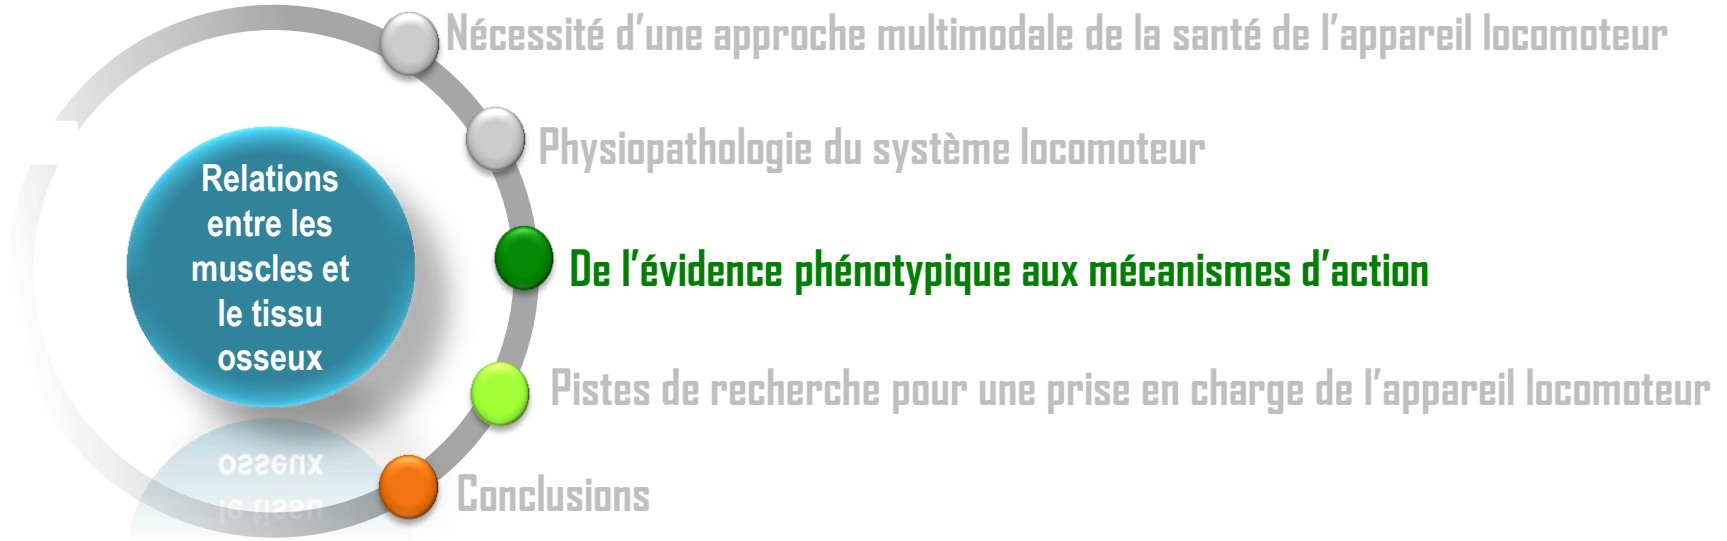 Nécessité d'une approche multimodale de la santé de l'appareil locomoteur
Physiopathologie du système locomoteur
Relations
entre les
muscles et
le tissu
osseux
De l'évidence phénotypique aux mécanismes d'action
Pistes de recherche pour une prise en charge de l'appareil locomoteur
Conclusions